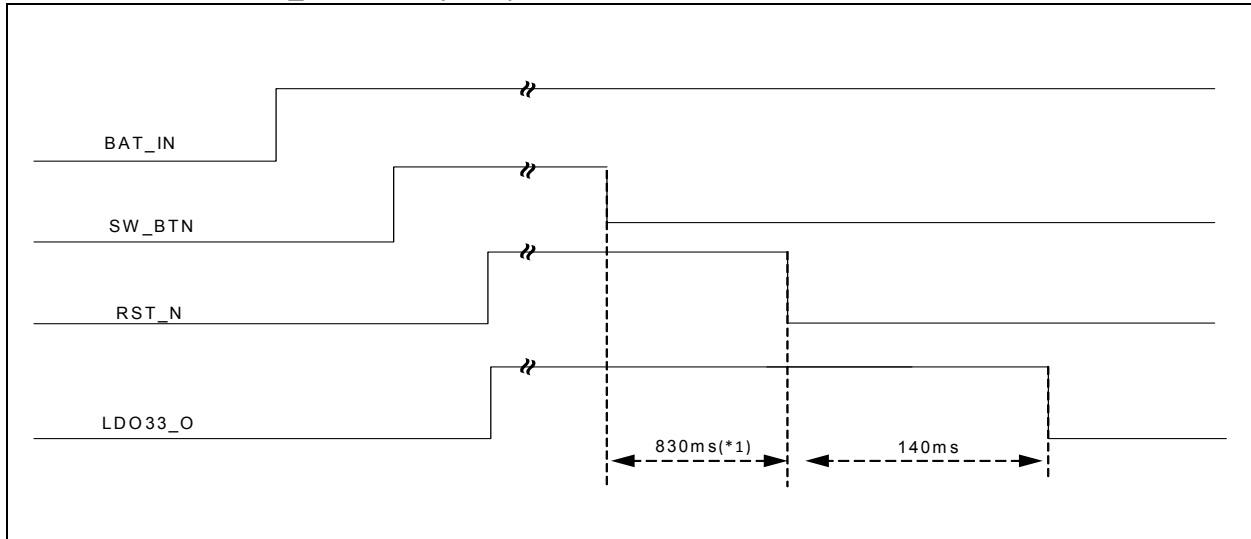 BAT_IN
SW_BTN
RST_N
LDO33_O
830ms(*1)
140ms